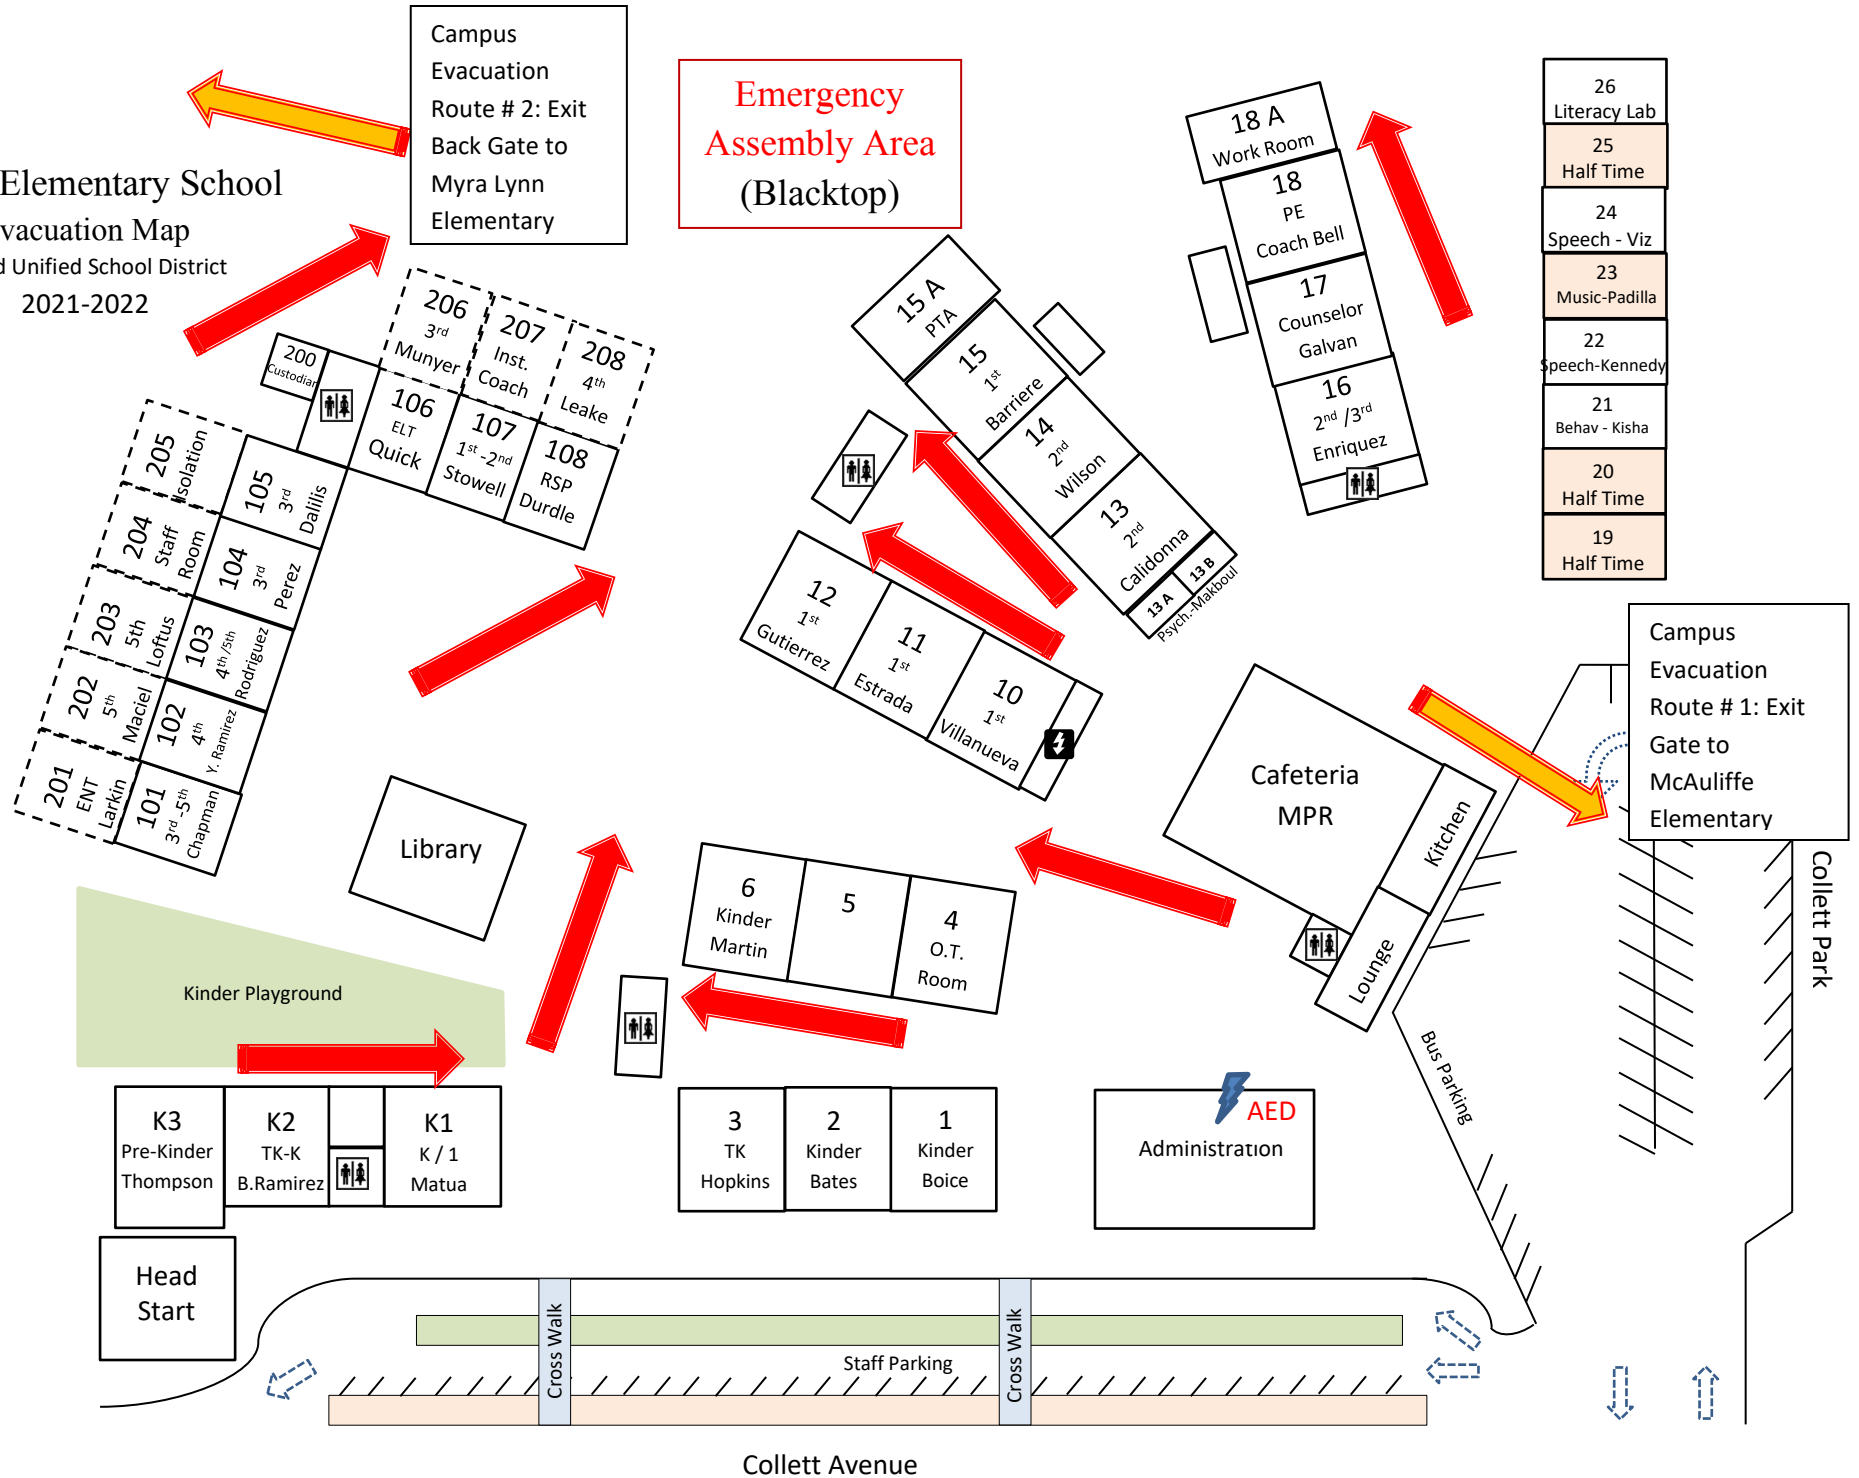 Campus
Evacuation
Route # 2: Exit
Back Gate to
Myra Lynn
Elementary
Emergency
Assembly Area
(Blacktop)
Elementary School
vacuation Map
d Unified School District
2021-2022
18 A
Work Room
18
PE
Coach Bell
17
Counselor
Galvan
16
2nd /3rd
Enriquez
26
Literacy Lab
25
Half Time
24
Speech - Viz
23
Music-Padilla
22
Speech-Kennedy
21
Behav - Kisha
20
Half Time
19
Half Time
15 A
PTA
15
1st
Barriere
14
2nd
Wilson
13
2nd
Calidonna
13 A
13 B
Psych.-Makboul
206
3rd
Munyer
207
Inst.
Coach
208
4th
Leake
200
Custodian
106
ELT
Quick
107
1st -2nd
Stowell
108
RSP
Durdle
205
Isolation
105
3rd
Dalilis
204
Staff
Room
104
3rd
Perez
203
5th
Loftus
103
4th /5th
Rodriguez
202
5th
Maciel
102
4th
Y. Ramirez
201
ENT
Larkin
101
3rd -5th
Chapman
12
1st
Gutierrez
11
1st
Estrada
10
1st
Villanueva
Campus
Evacuation
Route # 1: Exit
Gate to
McAuliffe
Elementary
Cafeteria
MPR
Kitchen
Lounge
Library
6
Kinder
Martin
5
4
O.T.
Room
Collett Park
Kinder Playground
Bus Parking
K3
Pre-Kinder
Thompson
K2
TK-K
B.Ramirez
K1
K / 1
Matua
3
TK
Hopkins
2
Kinder
Bates
1
Kinder
Boice
AED
Administration
Head
Start
Cross Walk
Cross Walk
Staff Parking
Collett Avenue